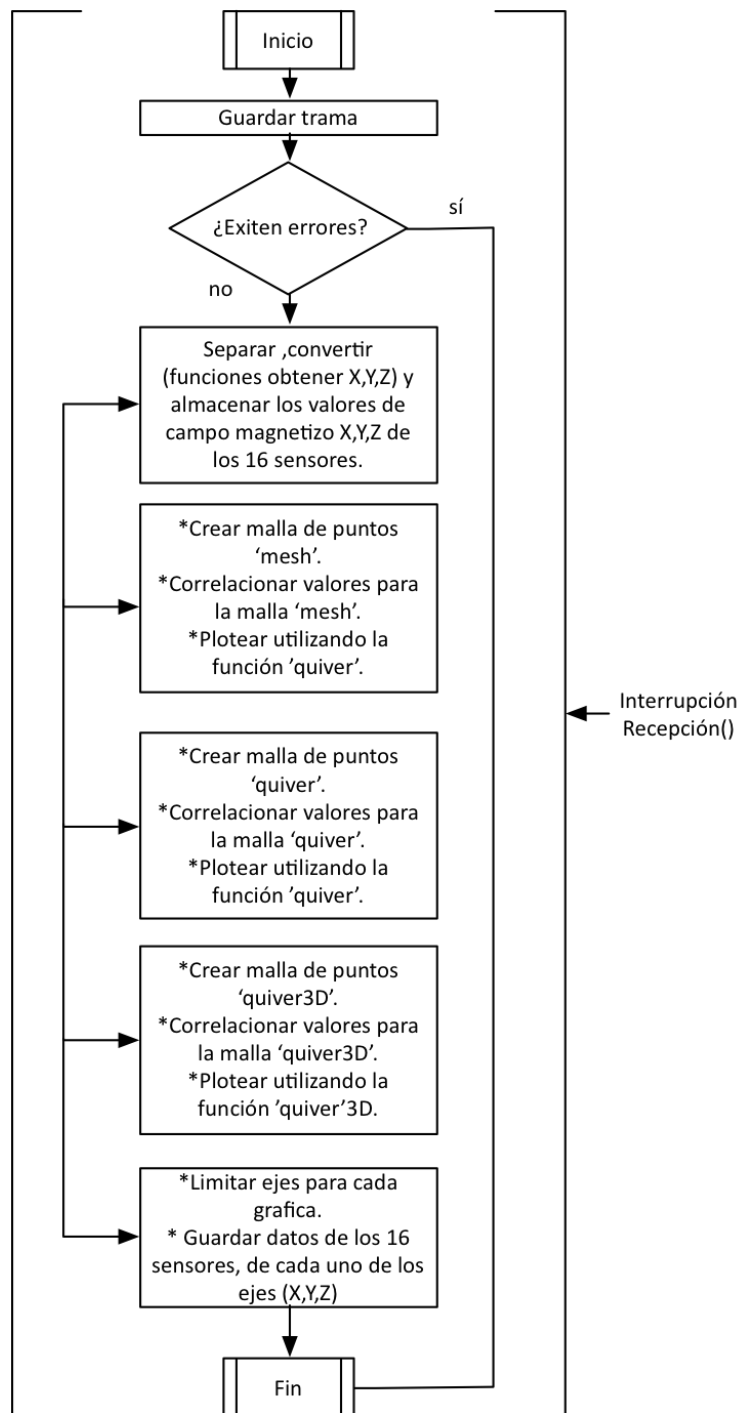 Inicio
Guardar trama
¿Exiten errores?
sí
no
Separar ,convertir
(funciones obtener X,Y,Z) y
almacenar los valores de
campo magnetizo X,Y,Z de
los 16 sensores.
*Crear malla de puntos
‘mesh’.
*Correlacionar valores para
la malla ‘mesh’.
*Plotear utilizando la
función ’quiver’.
Interrupción
Recepción()
*Crear malla de puntos
‘quiver’.
*Correlacionar valores para
la malla ‘quiver’.
*Plotear utilizando la
función ’quiver’.
*Crear malla de puntos
‘quiver3D’.
*Correlacionar valores para
la malla ‘quiver3D’.
*Plotear utilizando la
función ’quiver’3D.
*Limitar ejes para cada
grafica.
* Guardar datos de los 16
sensores, de cada uno de los
ejes (X,Y,Z)
Fin